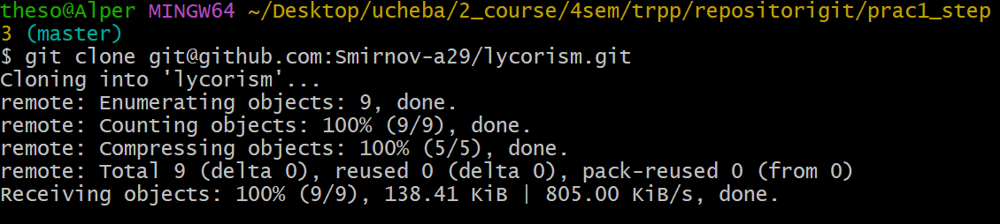 theso@Alper MINGW64 ~/Desktop/ucheba/2_course/4sem/trpp/repositorigit/prac1_step
3 (master)
$ git clone git@github.com:Smirnov-a29/lycorism.git
Cloning into 'lycorism'...
remote: Enumerating objects: 9, done.
remote: Counting objects: 100% (9/9), done.
remote: Compressing objects: 100% (5/5), done.
remote: Total 9 (delta 0), reused 0 (delta 0), pack-reused 0 (from 0)
Receiving objects: 100% (9/9), 138.41 KiB | 805.00 KiB/s, done.